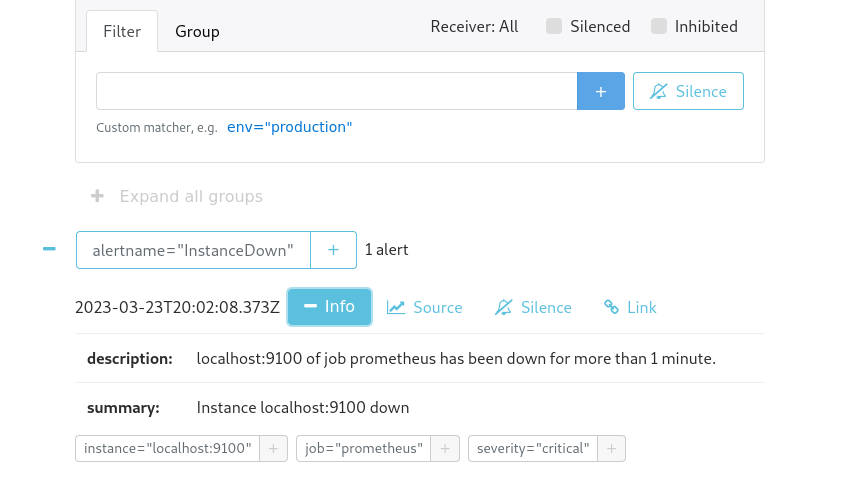 Filter Group Receiver: All Silenced Inhibited
+ Silence
Custom matcher, e.g. env="production"
+ Expand all groups
alertname="InstanceDown" + 1 alert
2023-03-23T20:02:08.373Z Info Source Silence Link
description: localhost:9100 of job prometheus has been down for more than 1 minute.
summary: Instance localhost:9100 down
instance="localhost:9100" + job="prometheus" + severity="critical" +